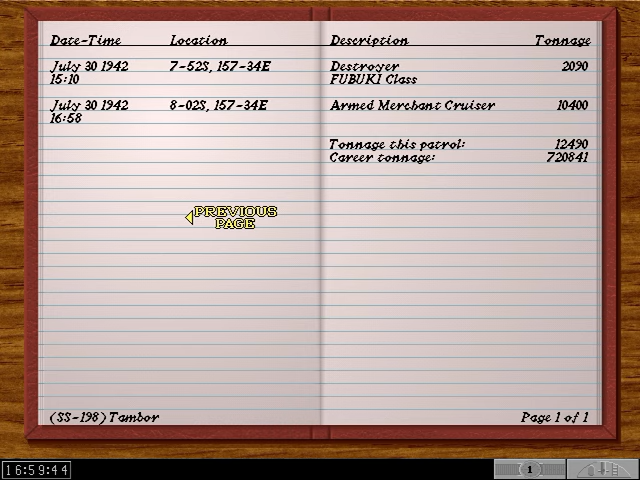 Date-Time Location Description Tonnage
July 30 1942 7-52S, 157-34E Destroyer 2090
15:10 FUBUKI Class
July 30 1942 8-02S, 157-34E Armed Merchant Cruiser 10400
16:58
Tonnage this patrol: 12490
Career tonnage: 720841
PREVIOUS
PAGE
(SS-198) Tambor Page 1 of 1
16:59:44 1